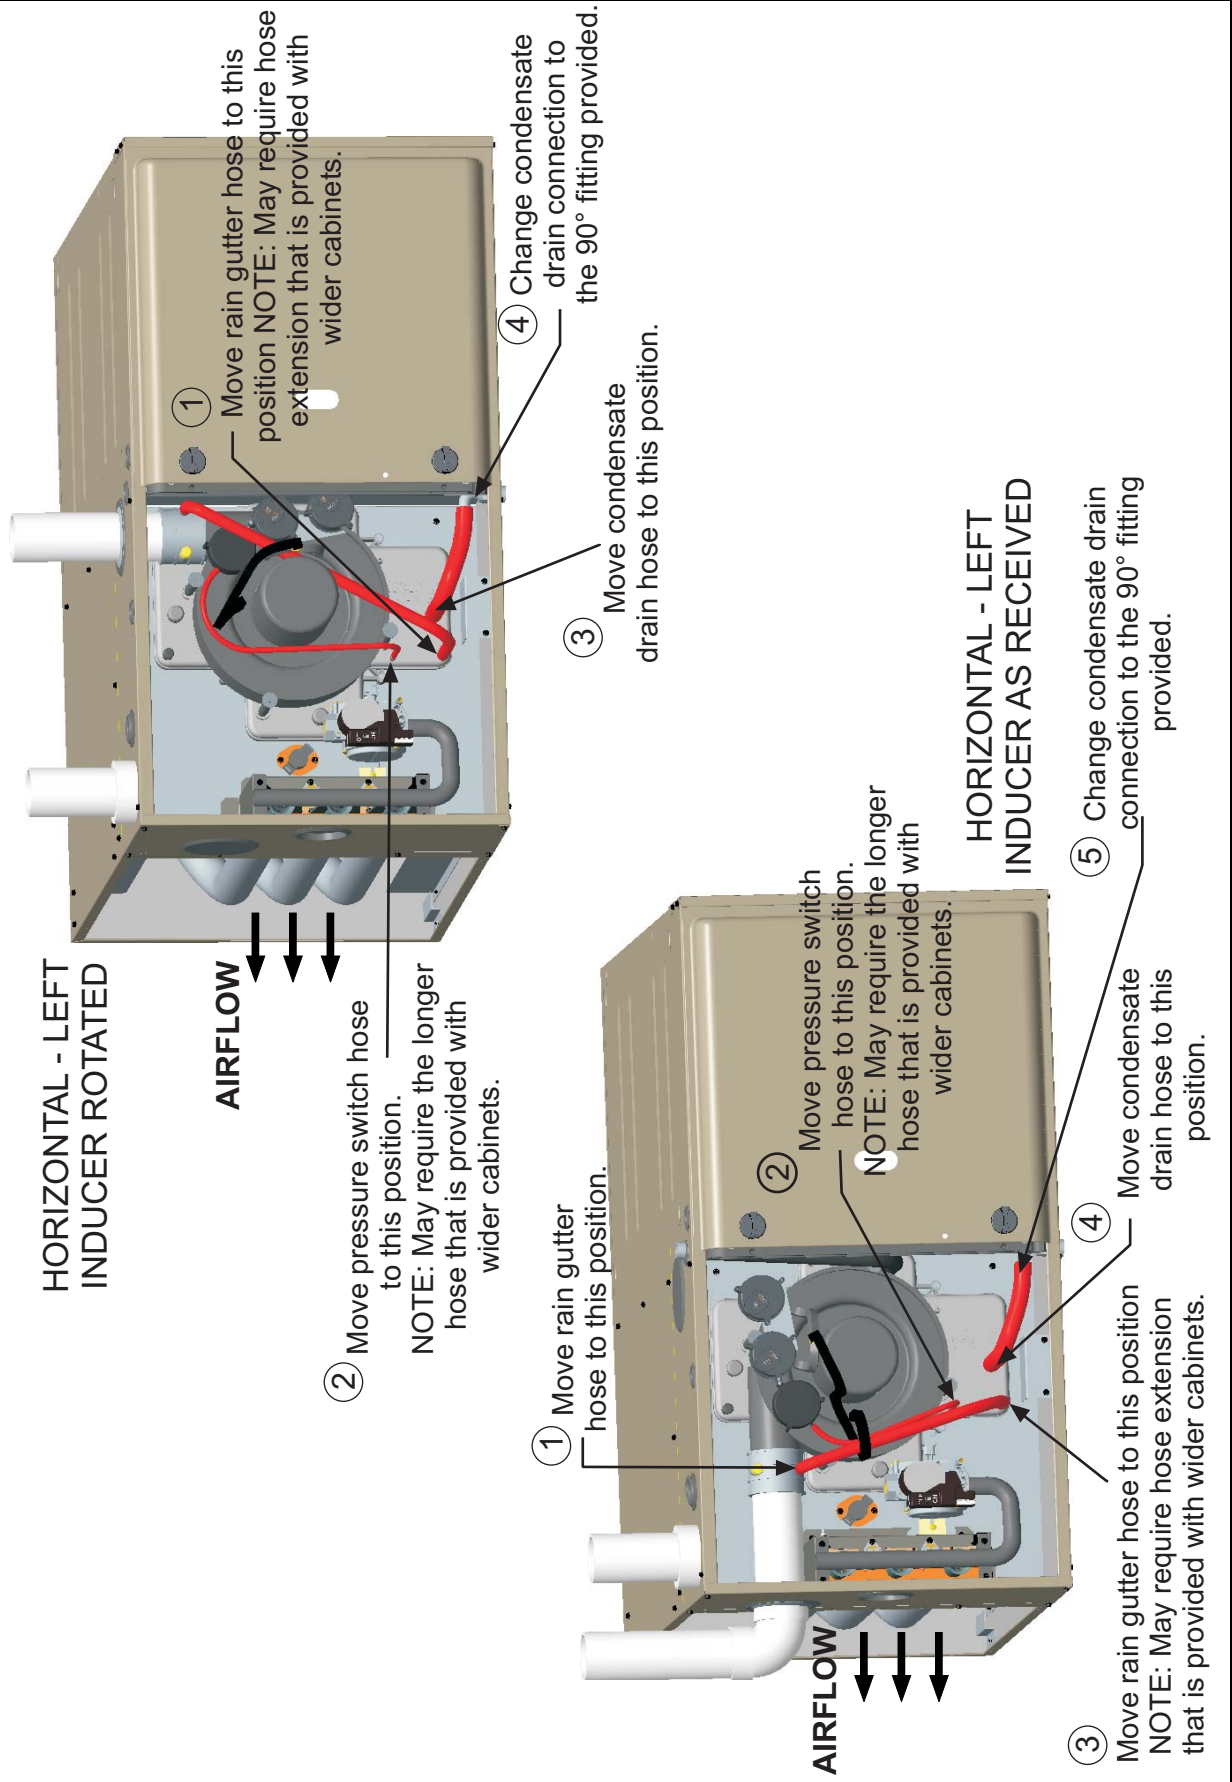 HORIZONTAL - LEFT
INDUCER ROTATED
AIRFLOW
1
Move rain gutter hose to this
position NOTE: May require hose
extension that is provided with
wider cabinets.
2
Move pressure switch hose
to this position.
NOTE: May require the longer
hose that is provided with
wider cabinets.
3
Move condensate
drain hose to this position.
4
Change condensate
drain connection to
the 90° fitting provided.
HORIZONTAL - LEFT
INDUCER AS RECEIVED
AIRFLOW
1
Move rain gutter
hose to this position.
2
Move pressure switch
hose to this position.
NOTE: May require the longer
hose that is provided with
wider cabinets.
3
Move rain gutter hose to this position
NOTE: May require hose extension
that is provided with wider cabinets.
4
Move condensate
drain hose to this
position.
5
Change condensate drain
connection to the 90° fitting
provided.